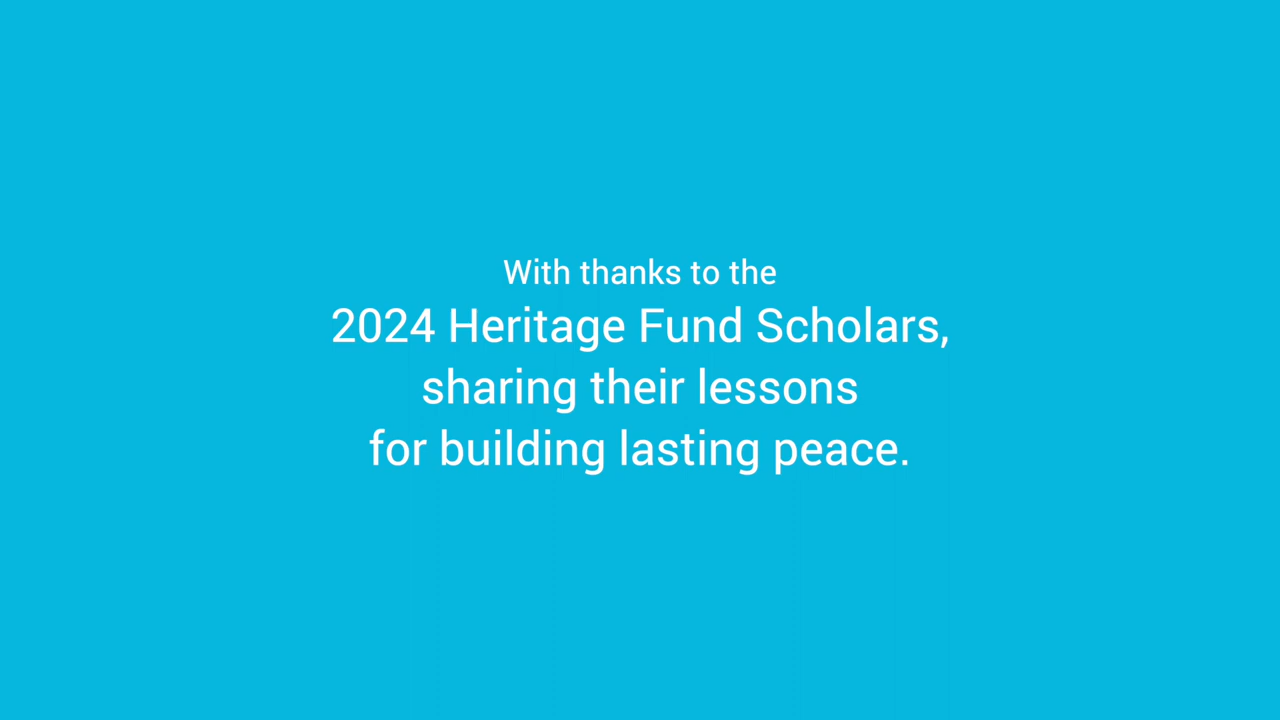 With thanks to the
2024 Heritage Fund Scholars,
sharing their lessons
for building lasting peace.